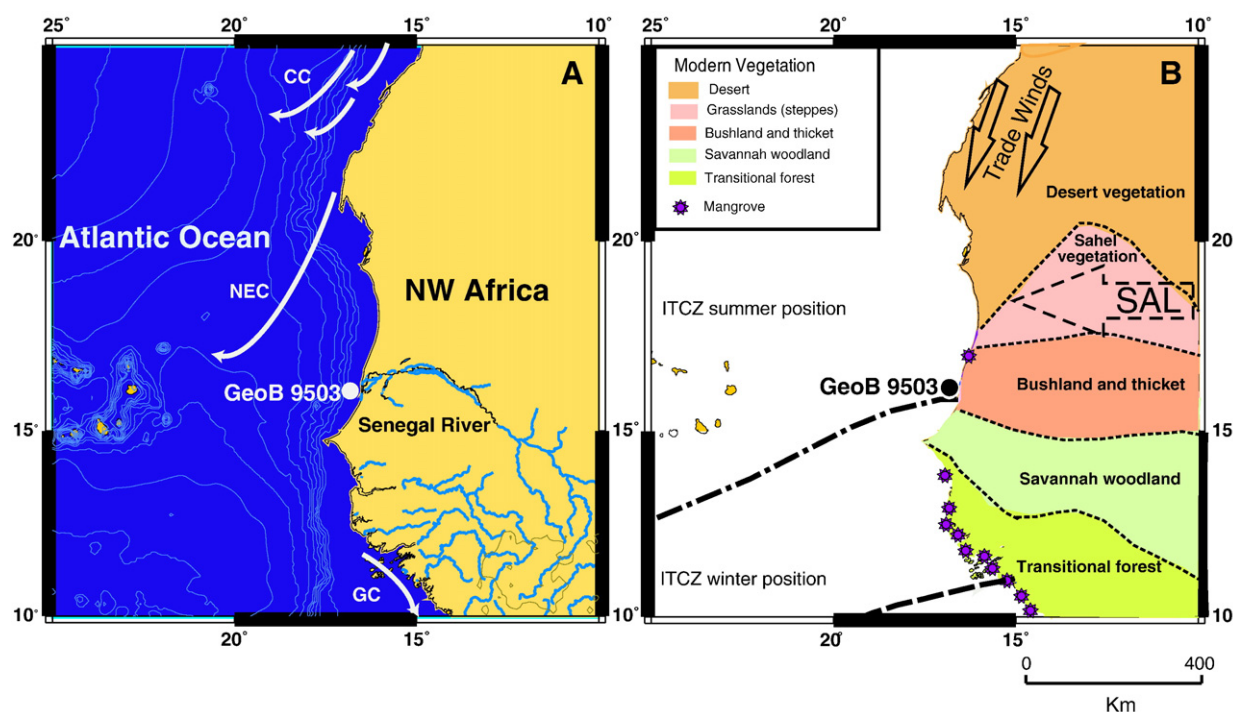 20°
15°
10°
CC
A
20°
Atlantic Ocean
NW Africa
NEC
GeoB 9503
Senegal River
15°
GC
10°
20°
15°
20°
15°
10°
B
Modern Vegetation
Desert
Grasslands (steppes)
Bushland and thicket
Savannah woodland
Transitional forest
Mangrove
Trade Winds
Desert vegetation
20°
Sahel
vegetation
SAL
ITCZ summer position
GeoB 9503
Bushland and thicket
15°
Savannah woodland
ITCZ winter position
Transitional forest
10°
20°
15°
0
400
Km